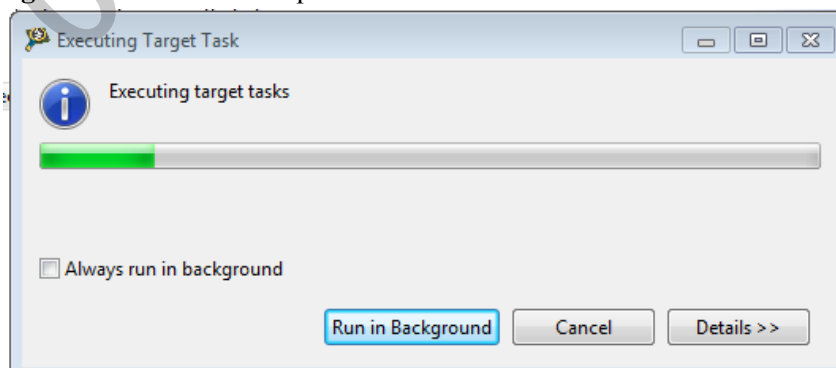 Executing Target Task
Executing target tasks
Always run in background
Run in Background
Cancel
Details >>